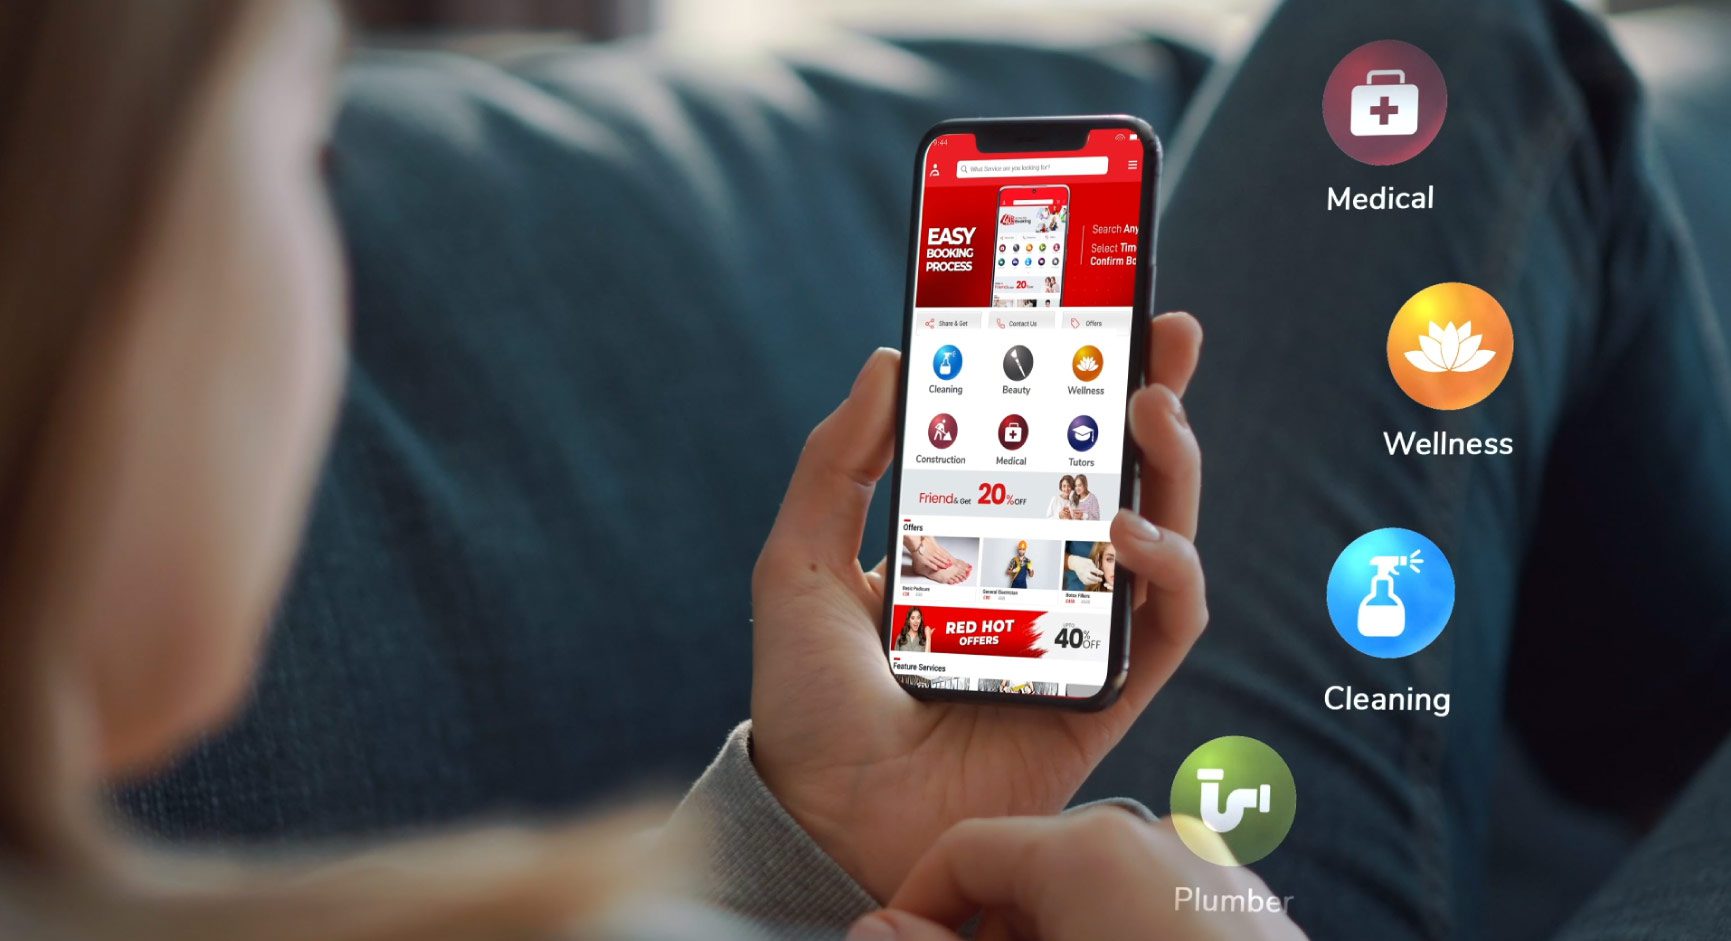 9:44
What Service are you looking for?
EASY
BOOKING
PROCESS
Booking
20%
Search Any
Select Tim
Confirm Bo
Share & Get
Contact Us
Offers
Cleaning
Beauty
Wellness
Construction
Medical
Tutors
Friend & Get 20%OFF
Offers
Basic Pedicure
General Electrician
Botox Fillers
RED HOT
OFFERS
UPTO
40%OFF
Feature Services
Medical
Wellness
Cleaning
Plumber